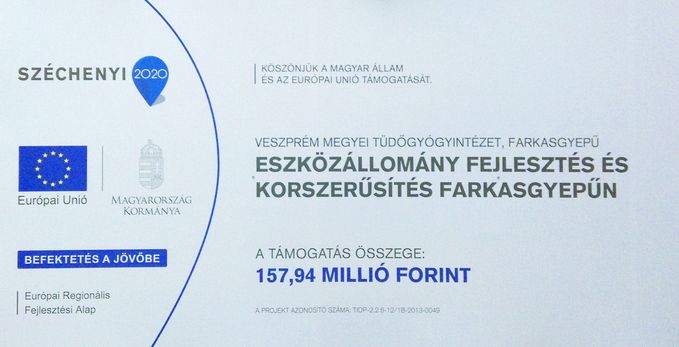 SZÉCHENYI 2020
KÖSZÖNJÜK A MAGYAR ÁLLAM
ÉS AZ EURÓPAI UNIÓ TÁMOGATÁSÁT.
VESZPRÉM MEGYEI TÜDŐGYÓGYINTÉZET, FARKASGYEPŰ
ESZKÖZÁLLOMÁNY FEJLESZTÉS ÉS
KORSZERŰSÍTÉS FARKASGYEPŰN
Európai Unió
MAGYARORSZÁG
KORMÁNYA
BEFEKTETÉS A JÖVŐBE
Európai Regionális
Fejlesztési Alap
A TÁMOGATÁS ÖSSZEGE:
157,94 MILLIÓ FORINT
A PROJEKT AZONOSÍTÓ SZÁMA: TIOP-2.2.6-12/1B-2013-0049